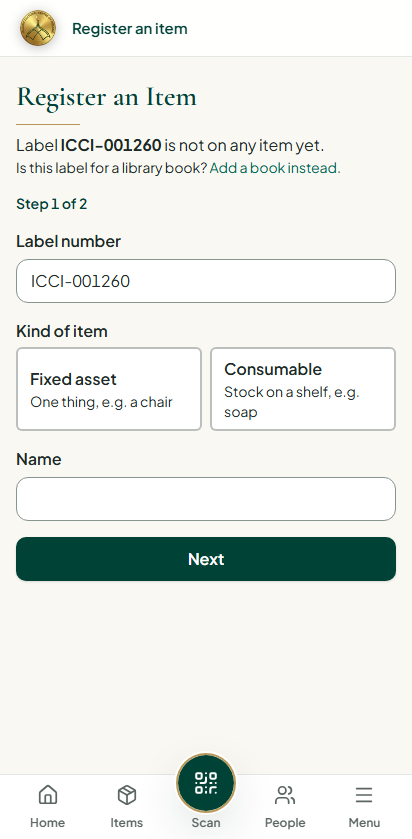 Register an item
Register an Item
Label ICCI-001260 is not on any item yet.
Is this label for a library book? Add a book instead.
Step 1 of 2
Label number
ICCI-001260
Kind of item
Fixed asset
One thing, e.g. a chair
Consumable
Stock on a shelf, e.g.
soap
Name
Next
Home
Items
Scan
People
Menu